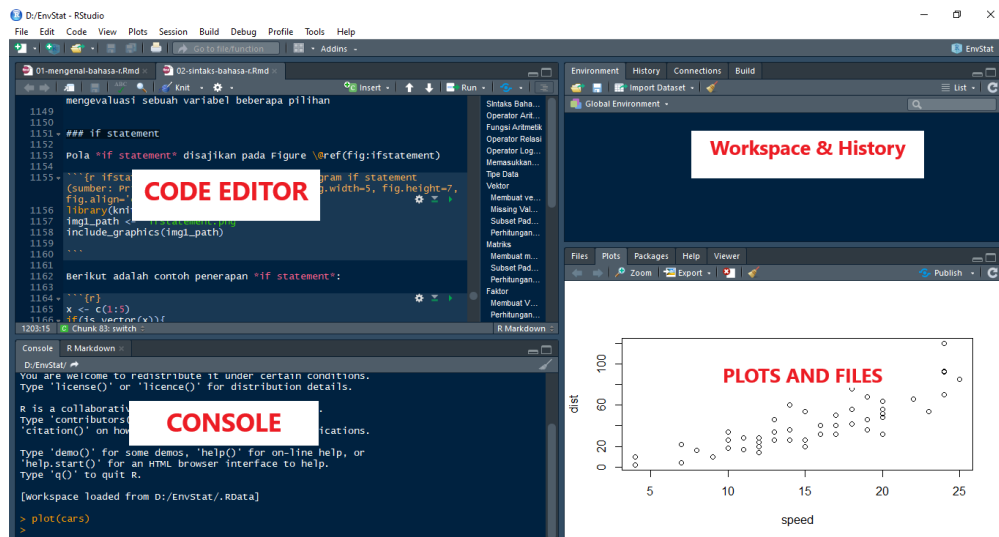 D:/EnvStat - RStudio
File Edit Code View Plots Session Build Debug Profile Tools Help
Go to file/function Addins EnvStat
01-mengenal-bahasa-r.Rmd 02-sintaks-bahasa-r.Rmd
ABC Knit Insert Run
mengevaluasi sebuah variabel beberapa pilihan
1149
1150
1151 ### if statement
1152
1153 Pola *if statement* disajikan pada Figure \@ref(fig:ifstatement)
1154
1155 ```{r ifsta gram if statement
(sumber: Pr g.width=5, fig.height=7,
fig.align='
1156 library(kni
1157 img1_path <- "ifstatement.png
1158 include_graphics(img1_path)
1159
1160 ```
1161
1162 Berikut adalah contoh penerapan *if statement*:
1163
1164 ```{r}
1165 x <- c(1:5)
1166 if(is.vector(x)){
CODE EDITOR
1203:15 Chunk 83: switch R Markdown
Sintaks Baha...
Operator Arit...
Fungsi Aritmetik
Operator Relasi
Operator Log...
Memasukkan...
Tipe Data
Vektor
Membuat ve...
Missing Val...
Subset Pad...
Perhitungan...
Matriks
Membuat m...
Subset Pad...
Perhitungan...
Faktor
Membuat V...
Perhitungan...
Console R Markdown
D:/EnvStat/
You are welcome to redistribute it under certain conditions.
Type 'license()' or 'licence()' for distribution details.
R is a collaborativ
Type 'contributors(
'citation()' on how ications.
CONSOLE
Type 'demo()' for some demos, 'help()' for on-line help, or
'help.start()' for an HTML browser interface to help.
Type 'q()' to quit R.
[Workspace loaded from D:/EnvStat/.RData]
> plot(cars)
>
Environment History Connections Build
Import Dataset List
Global Environment
Workspace & History
Files Plots Packages Help Viewer
Zoom Export Publish
PLOTS AND FILES
dist
100
60
20
0
5 10 15 20 25
speed